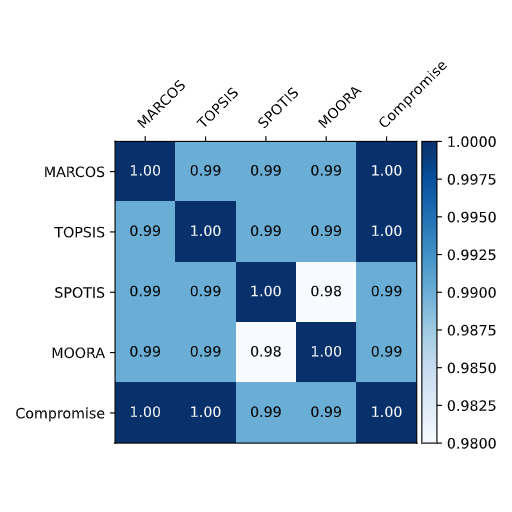 MARCOS TOPSIS SPOTIS MOORA Compromise
MARCOS 1.00 0.99 0.99 0.99 1.00
TOPSIS 0.99 1.00 0.99 0.99 1.00
SPOTIS 0.99 0.99 1.00 0.98 0.99
MOORA 0.99 0.99 0.98 1.00 0.99
Compromise 1.00 1.00 0.99 0.99 1.00
1.0000
0.9975
0.9950
0.9925
0.9900
0.9875
0.9850
0.9825
0.9800